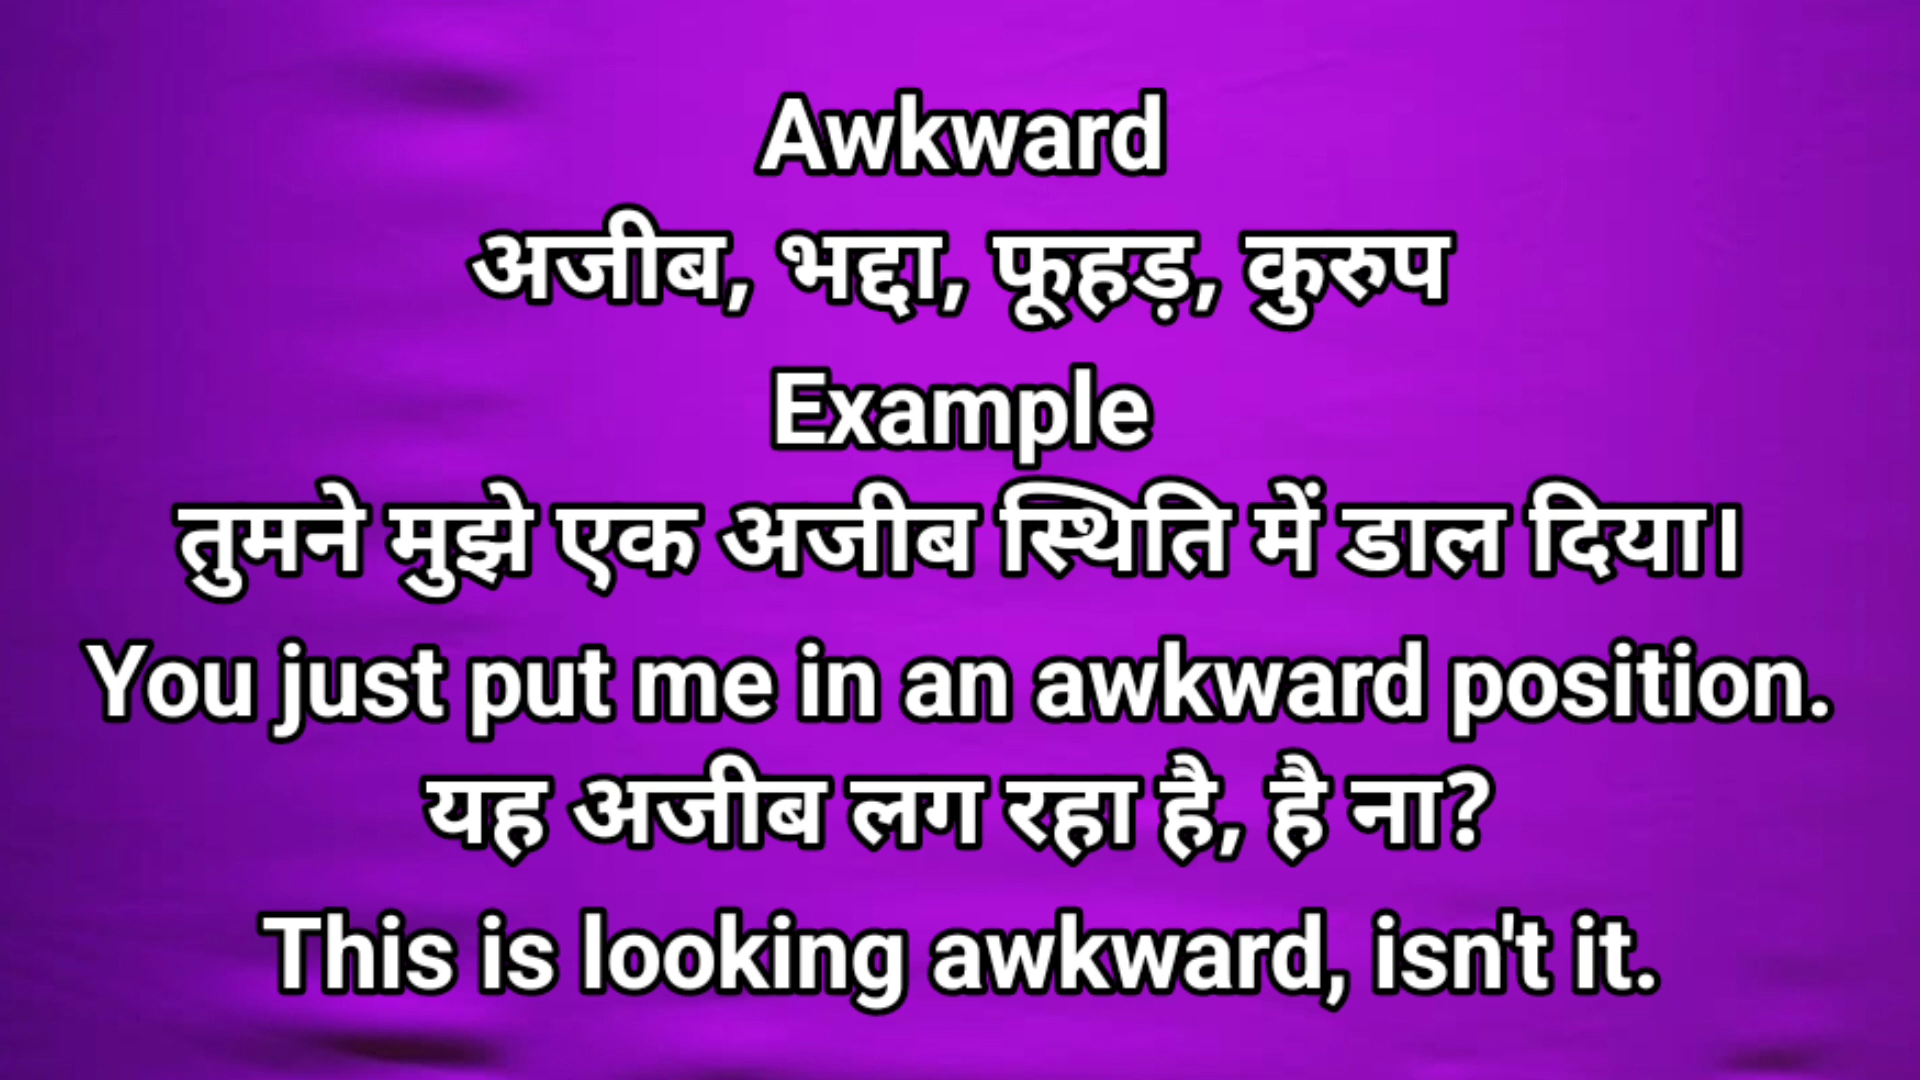 Awkward
अजीब, भद्दा, फूहड़, कुरुप
Example
तुमने मुझे एक अजीब स्थिति में डाल दिया।
You just put me in an awkward position.
यह अजीब लग रहा है, है ना?
This is looking awkward, isn't it.